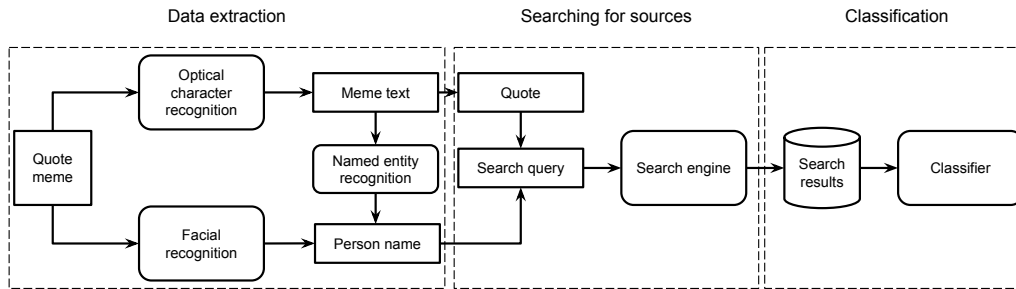 Data extraction
Searching for sources
Classification
Optical
character
recognition
Meme text
Quote
Quote
meme
Named entity
recognition
Search query
Search engine
Search
results
Classifier
Facial
recognition
Person name